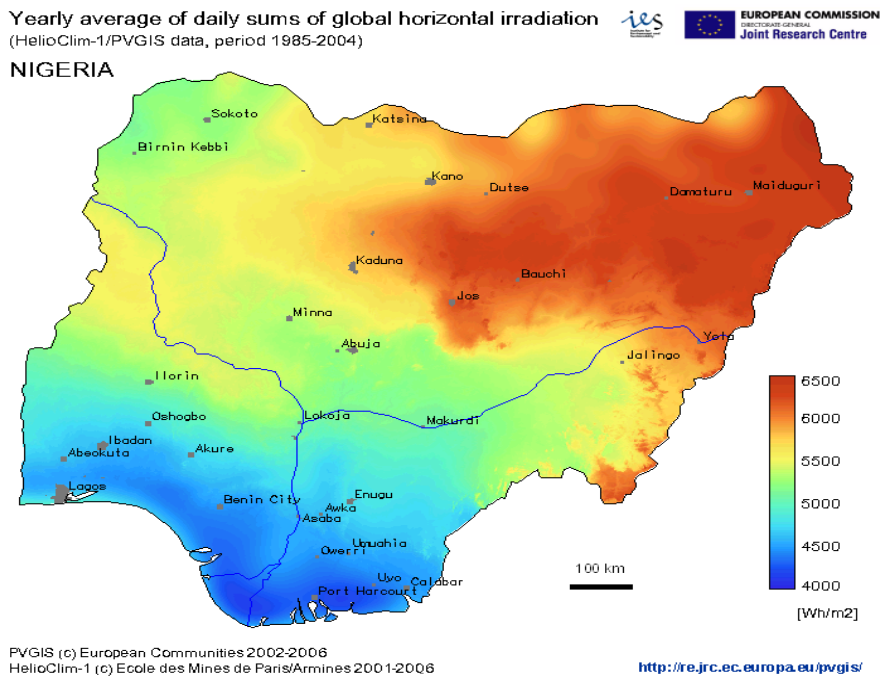 Yearly average of daily sums of global horizontal irradiation
(HelioClim-1/PVGIS data, period 1985-2004)
ies
EUROPEAN COMMISSION
DIRECTORATE-GENERAL
Joint Research Centre
NIGERIA
Sokoto
Katsina
Birnin Kebbi
Kano
Dutse
Damaturu
Maiduguri
Kaduna
Bauchi
Jos
Minna
Abuja
Yola
Jalingo
Ilorin
Oshogbo
Lokoja
Makurdi
Ibadan
Abeokuta
Akure
Lagos
Benin City
Enugu
Awka
Asaba
Umuahia
Owerri
Uyo
Calabar
Port Harcourt
100 km
6500
6000
5500
5000
4500
4000
[Wh/m2]
PVGIS (c) European Communities 2002-2006
HelioClim-1 (c) Ecole des Mines de Paris/Armines 2001-2006
http://re.jrc.ec.europa.eu/pvgis/